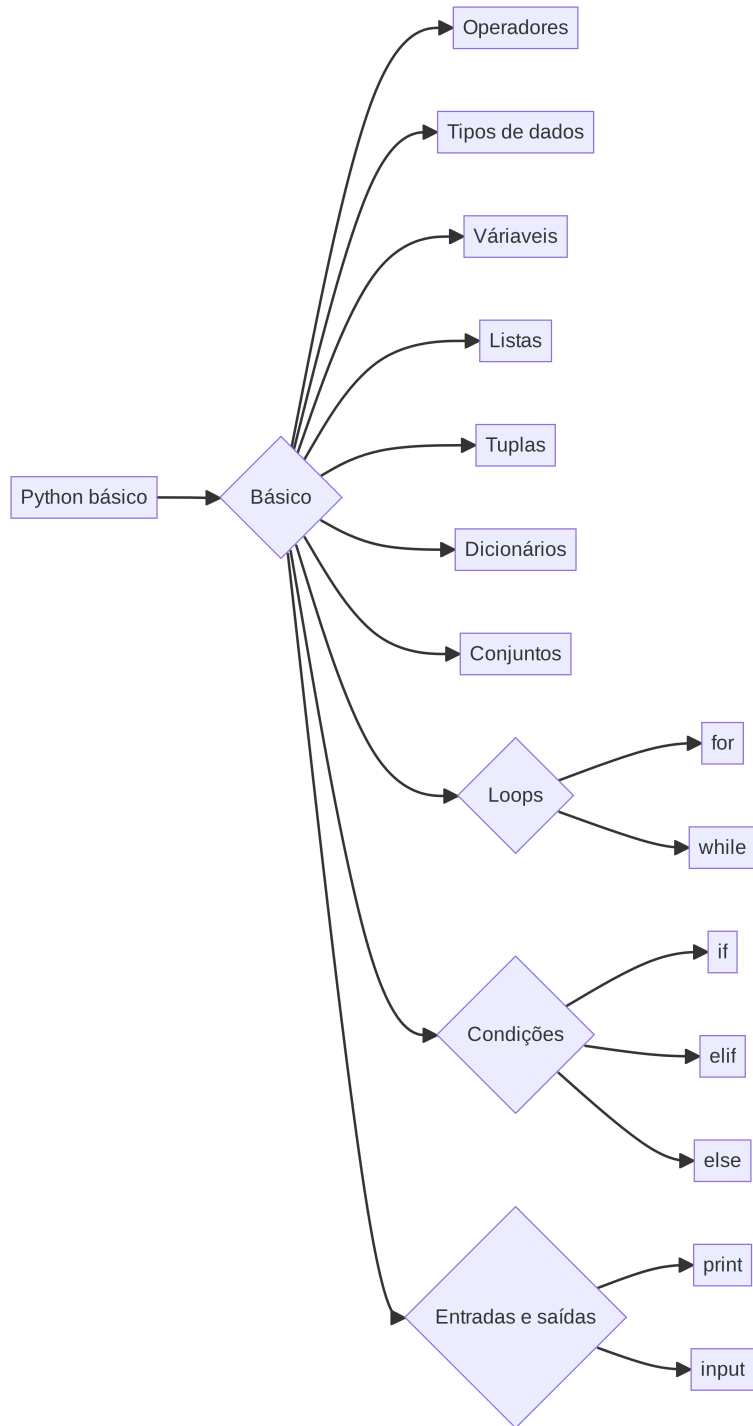 Operadores
Tipos de dados
Váriaveis
Listas
Tuplas
Python básico
Básico
Dicionários
Conjuntos
for
Loops
while
if
Condições
elif
else
print
Entradas e saídas
input